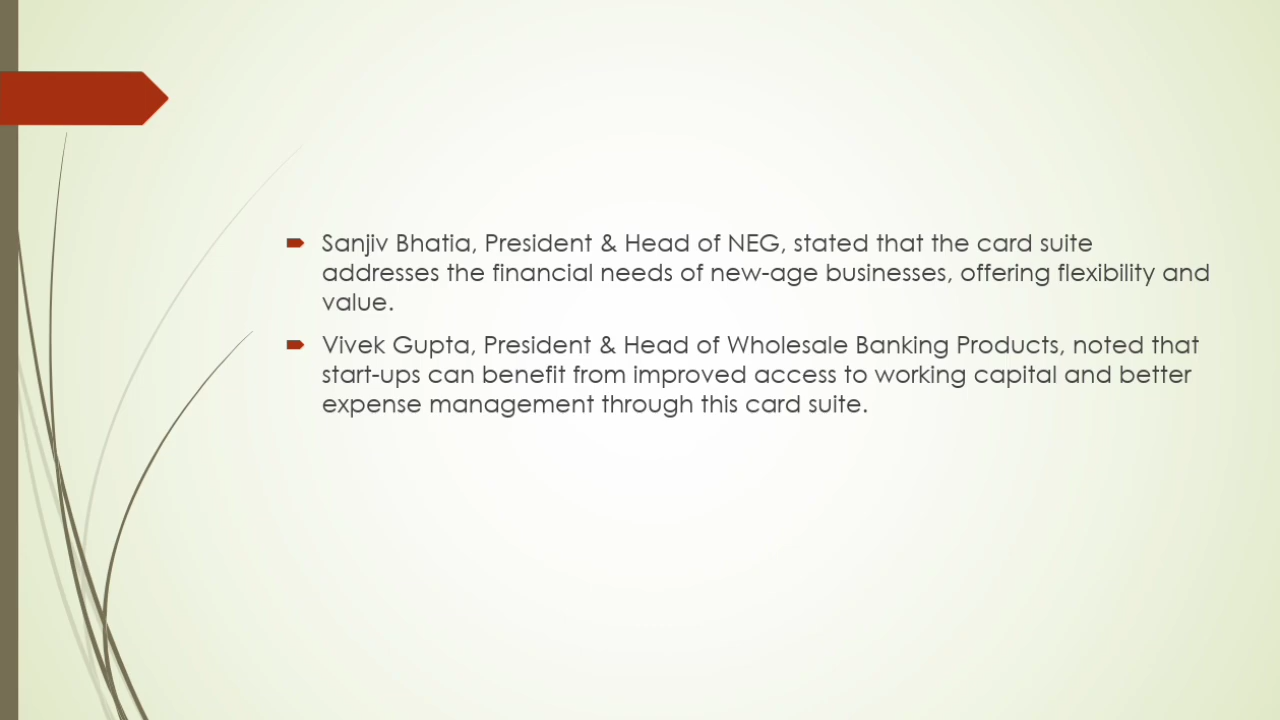 Sanjiv Bhatia, President & Head of NEG, stated that the card suite
addresses the financial needs of new-age businesses, offering flexibility and
value.
Vivek Gupta, President & Head of Wholesale Banking Products, noted that
start-ups can benefit from improved access to working capital and better
expense management through this card suite.